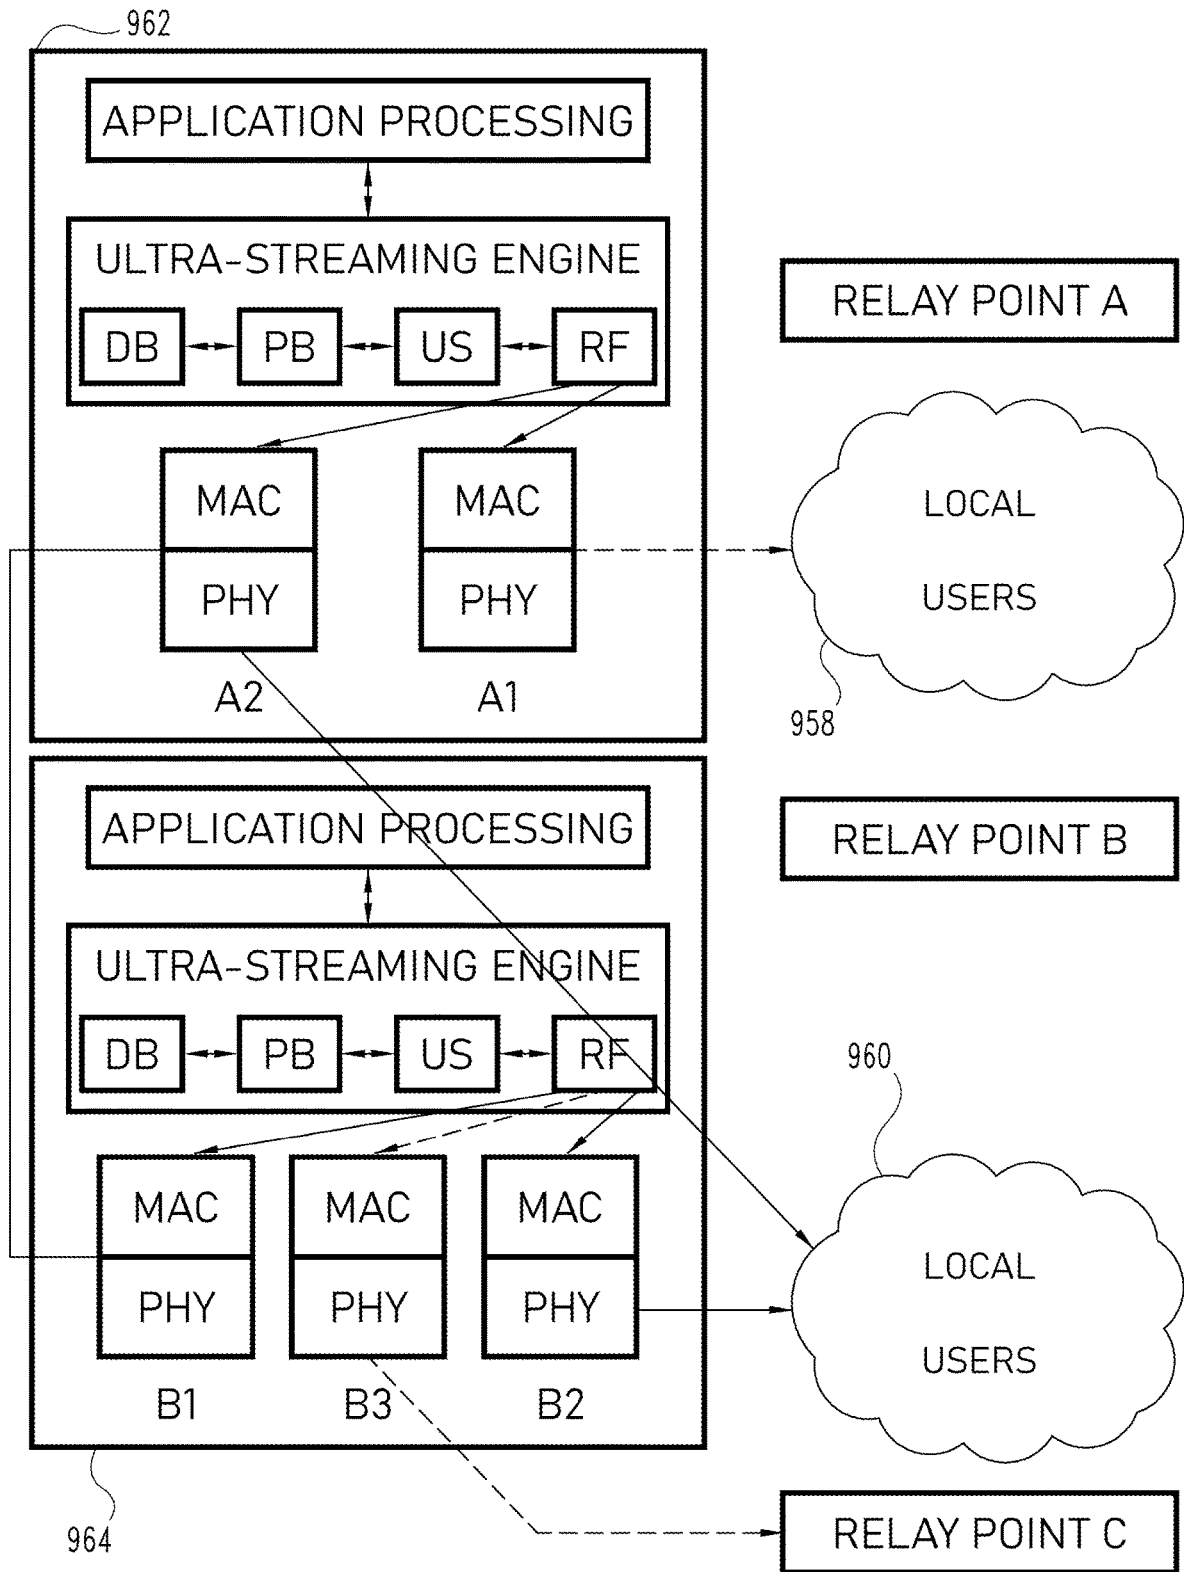 962
APPLICATION PROCESSING
ULTRA-STREAMING ENGINE
DB PB US RF
RELAY POINT A
MAC MAC
PHY PHY
A2 A1
LOCAL
USERS
958
APPLICATION PROCESSING
RELAY POINT B
ULTRA-STREAMING ENGINE
DB PB US RF
960
MAC MAC MAC
PHY PHY PHY
B1 B3 B2
LOCAL
USERS
964
RELAY POINT C